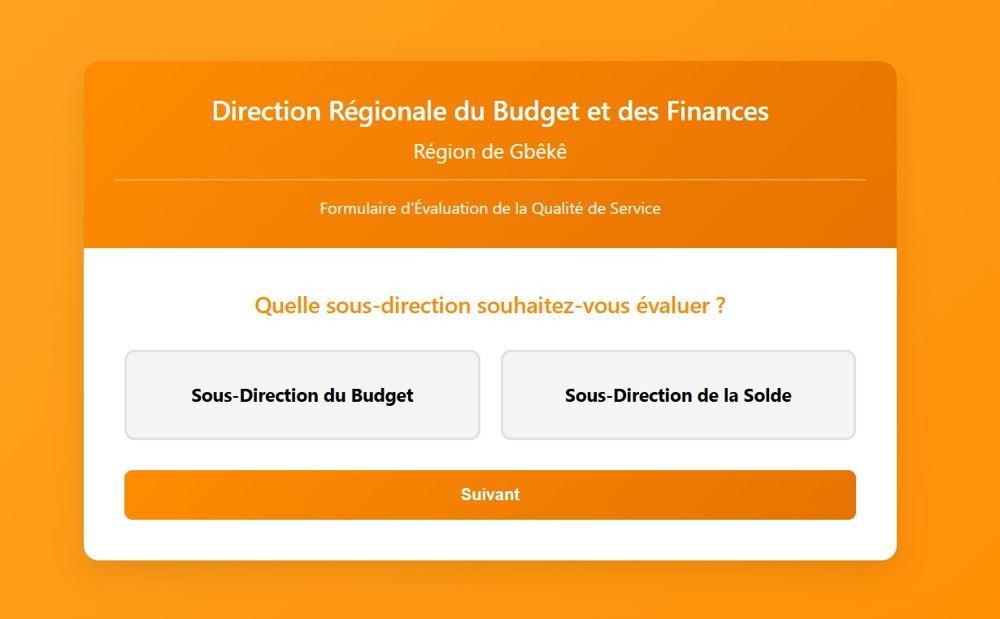 Direction Régionale du Budget et des Finances
Région de Gbêkê
Formulaire d'Évaluation de la Qualité de Service
Quelle sous-direction souhaitez-vous évaluer ?
Sous-Direction du Budget
Sous-Direction de la Solde
Suivant